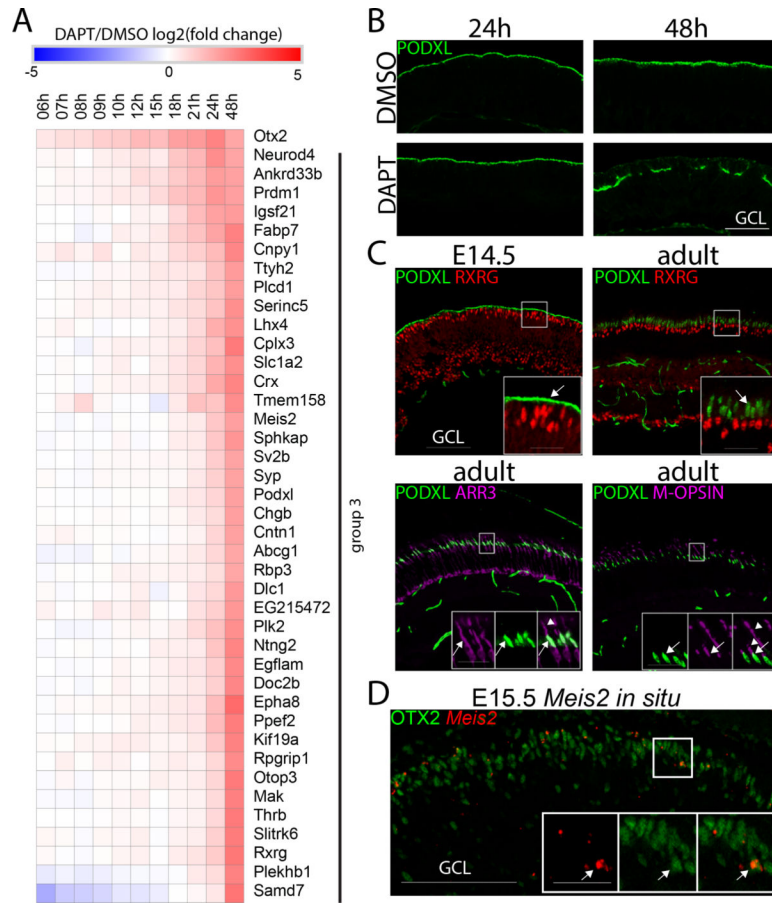 A
DAPT/DMSO log2(fold change)
-5 0 5
06h 07h 08h 09h 10h 12h 15h 18h 21h 24h 48h
Otx2
Neurod4
Ankrd33b
Prdm1
Igsf21
Fabp7
Cnpy1
Ttyh2
Plcd1
Serinc5
Lhx4
Cplx3
Slc1a2
Crx
Tmem158
Meis2
Sphkap
Sv2b
Syp
Podxl
Chgb
Cntn1
Abcg1
Rbp3
Dlc1
EG215472
Plk2
Ntng2
Egflam
Doc2b
Epha8
Ppef2
Kif19a
Rpgrip1
Otop3
Mak
Thrb
Slitrk6
Rxrg
Plekhb1
Samd7
group 3
B
24h 48h
PODXL
DMSO
DAPT
GCL
C
E14.5 adult
PODXL RXRG PODXL RXRG
GCL
adult adult
PODXL ARR3 PODXL M-OPSIN
D
E15.5 Meis2 in situ
OTX2 Meis2
GCL